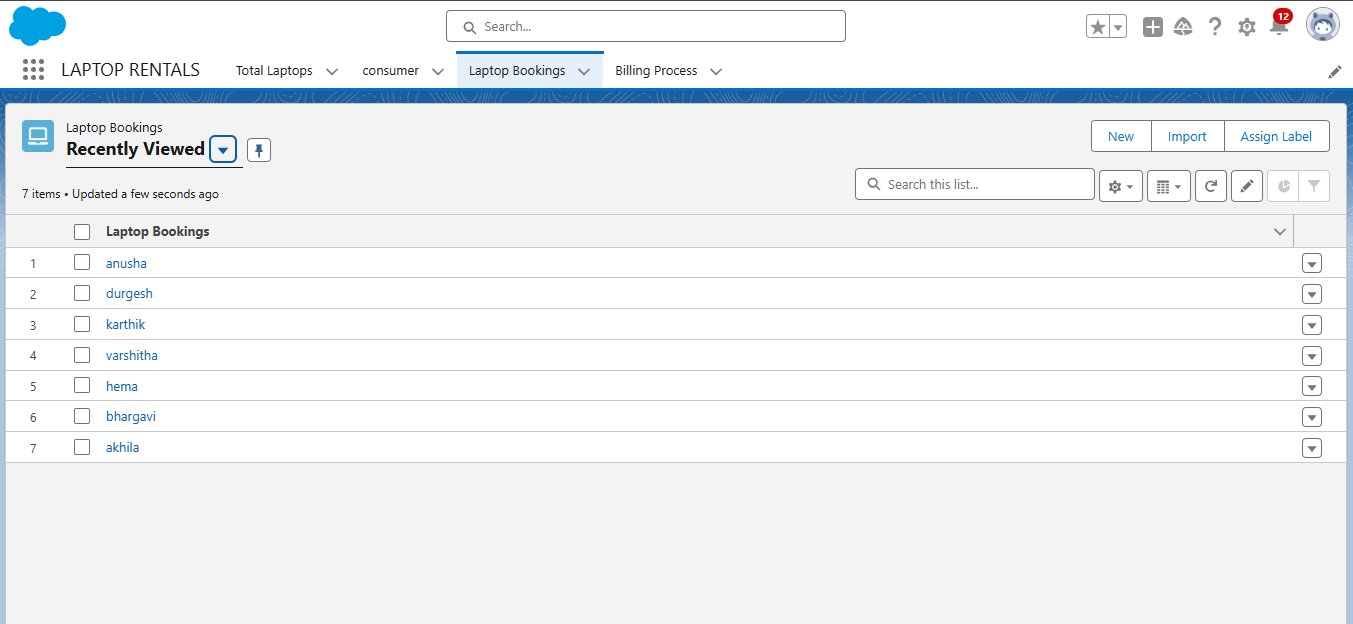 Search...
12
LAPTOP RENTALS Total Laptops consumer Laptop Bookings Billing Process
Laptop Bookings
Recently Viewed
New Import Assign Label
7 items • Updated a few seconds ago
Search this list...
Laptop Bookings
1 anusha
2 durgesh
3 karthik
4 varshitha
5 hema
6 bhargavi
7 akhila